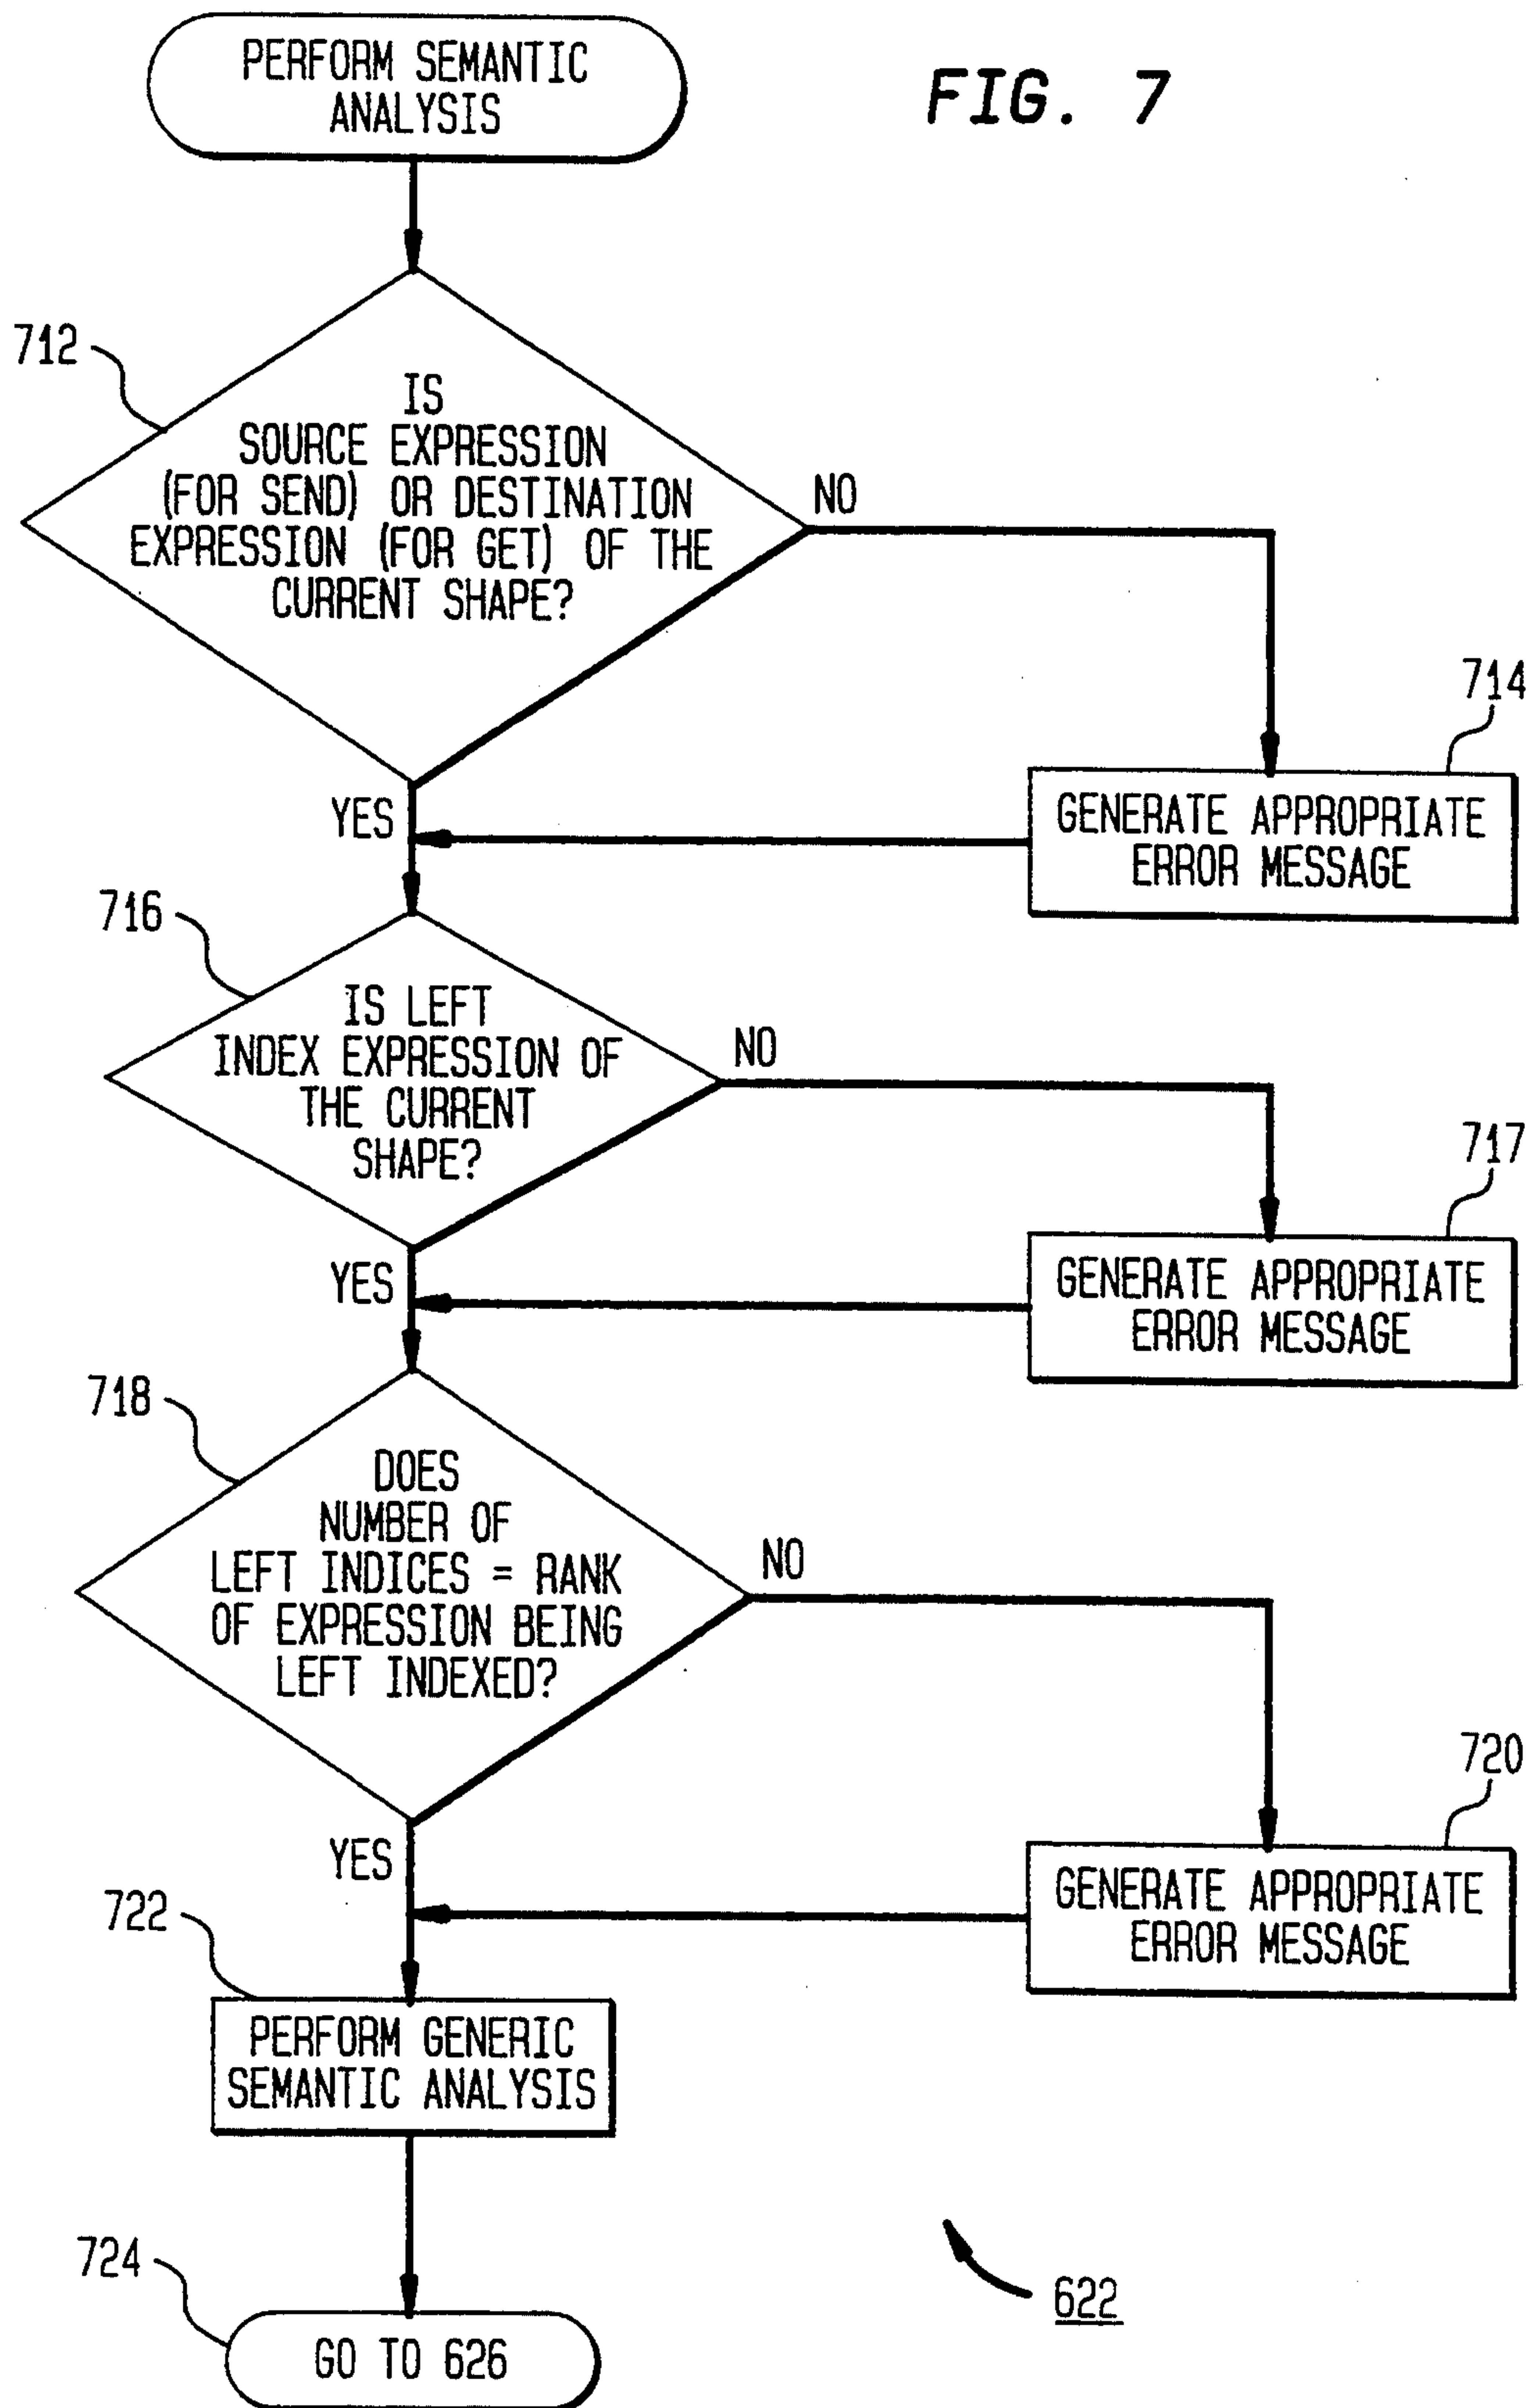 PERFORM SEMANTIC
ANALYSIS
FIG. 7
712
IS
SOURCE EXPRESSION
(FOR SEND) OR DESTINATION
EXPRESSION (FOR GET) OF THE
CURRENT SHAPE?
NO
714
GENERATE APPROPRIATE
ERROR MESSAGE
YES
716
IS LEFT
INDEX EXPRESSION OF
THE CURRENT
SHAPE?
NO
717
GENERATE APPROPRIATE
ERROR MESSAGE
YES
718
DOES
NUMBER OF
LEFT INDICES = RANK
OF EXPRESSION BEING
LEFT INDEXED?
NO
720
GENERATE APPROPRIATE
ERROR MESSAGE
YES
722
PERFORM GENERIC
SEMANTIC ANALYSIS
724
GO TO 626
622